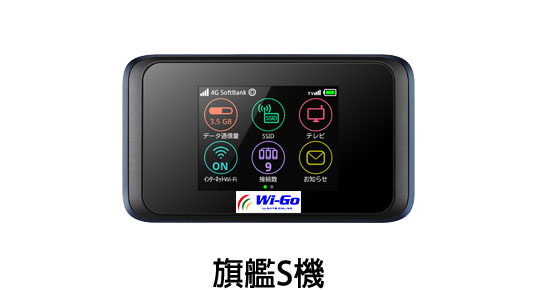 4G SoftBank
TV
3.5 GB
データ通信量
SSID
SSID
テレビ
ON
インターネットWi-Fi
9
接続数
お知らせ
Wi-Go
旗艦S機